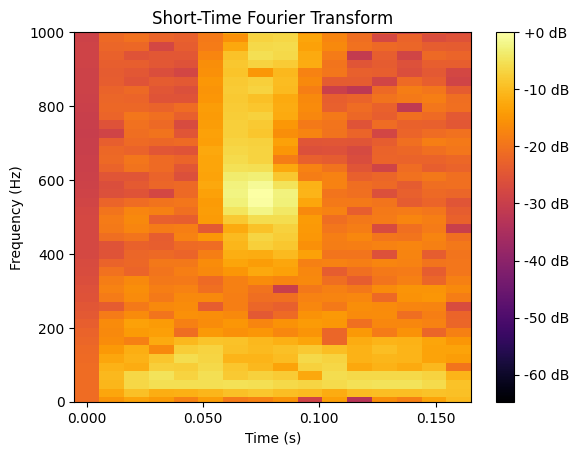 Short-Time Fourier Transform
1000
800
600
400
200
0
Frequency (Hz)
0.000
0.050
0.100
0.150
Time (s)
+0 dB
-10 dB
-20 dB
-30 dB
-40 dB
-50 dB
-60 dB